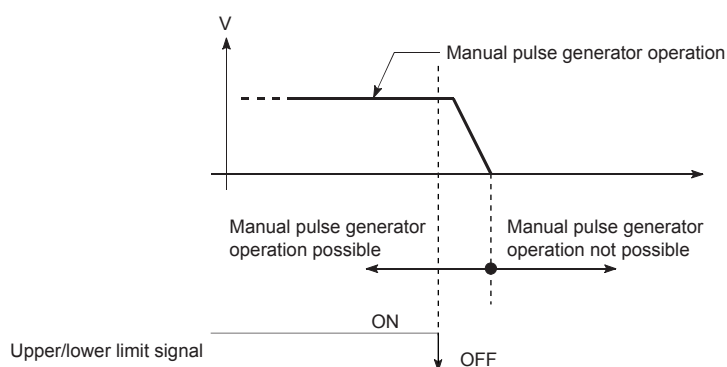 V
Manual pulse generator operation
Manual pulse generator
operation possible
Manual pulse generator
operation not possible
ON
Upper/lower limit signal
OFF